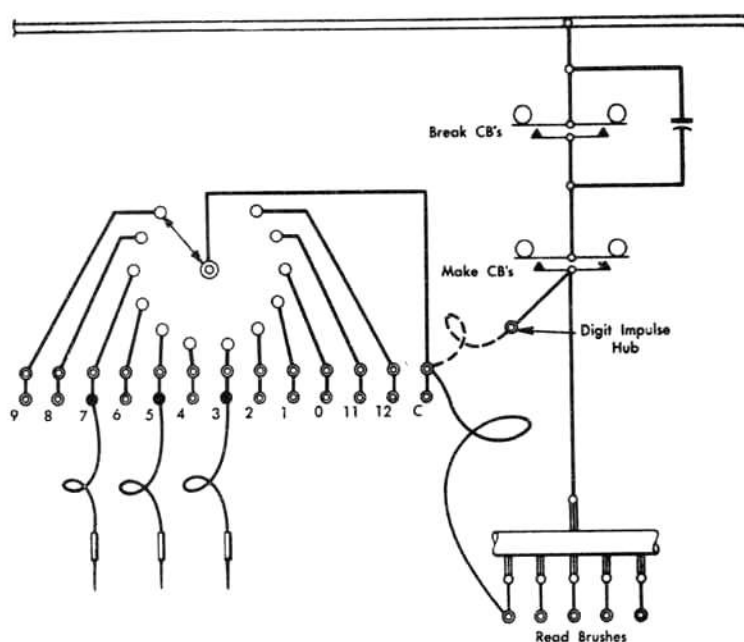 Break CB's
Make CB's
Digit Impulse
Hub
9 8 7 6 5 4 3 2 1 0 11 12 C
Read Brushes